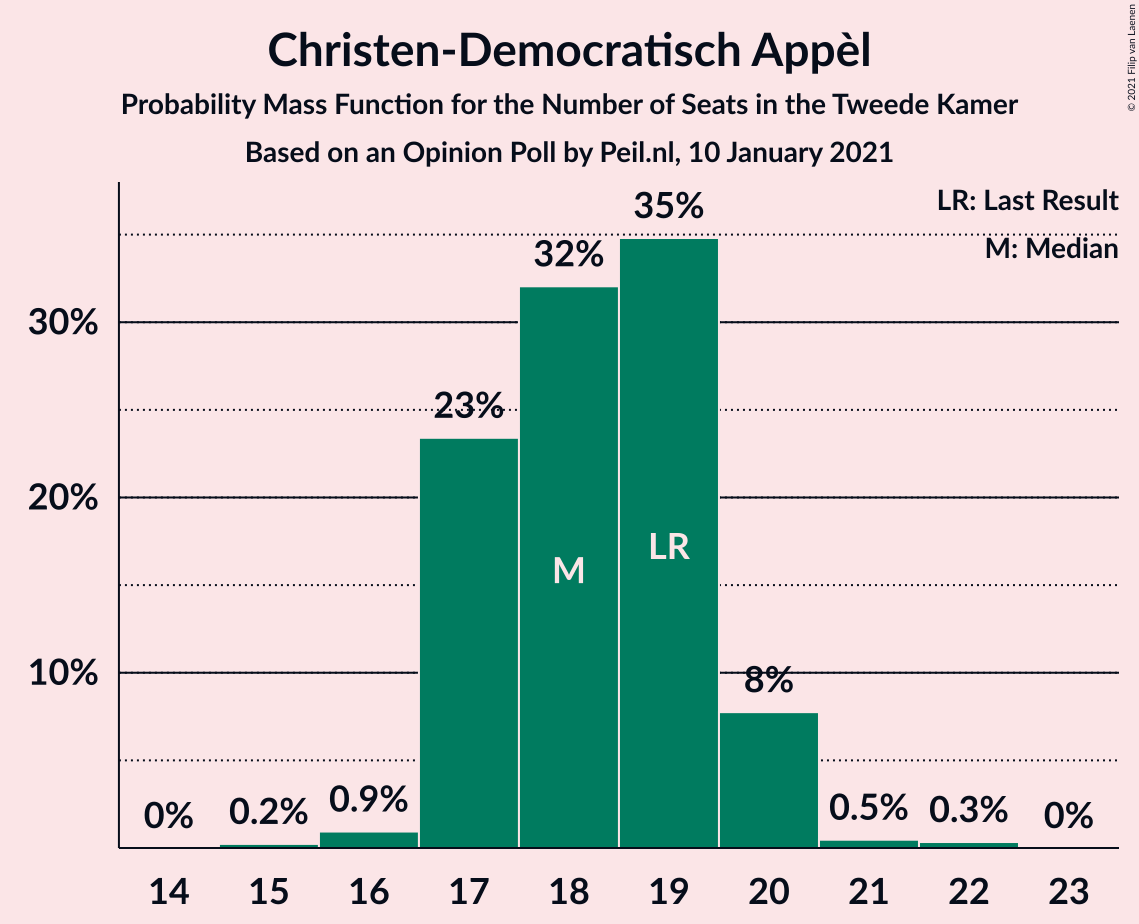 Christen-Democratisch Appèl
Probability Mass Function for the Number of Seats in the Tweede Kamer
Based on an Opinion Poll by Peil.nl, 10 January 2021
© 2021 Filip van Laenen
LR: Last Result
M: Median
35%
32%
30%
23%
20%
LR
M
10%
8%
0%
0.2%
0.9%
0.5%
0.3%
0%
14 15 16 17 18 19 20 21 22 23